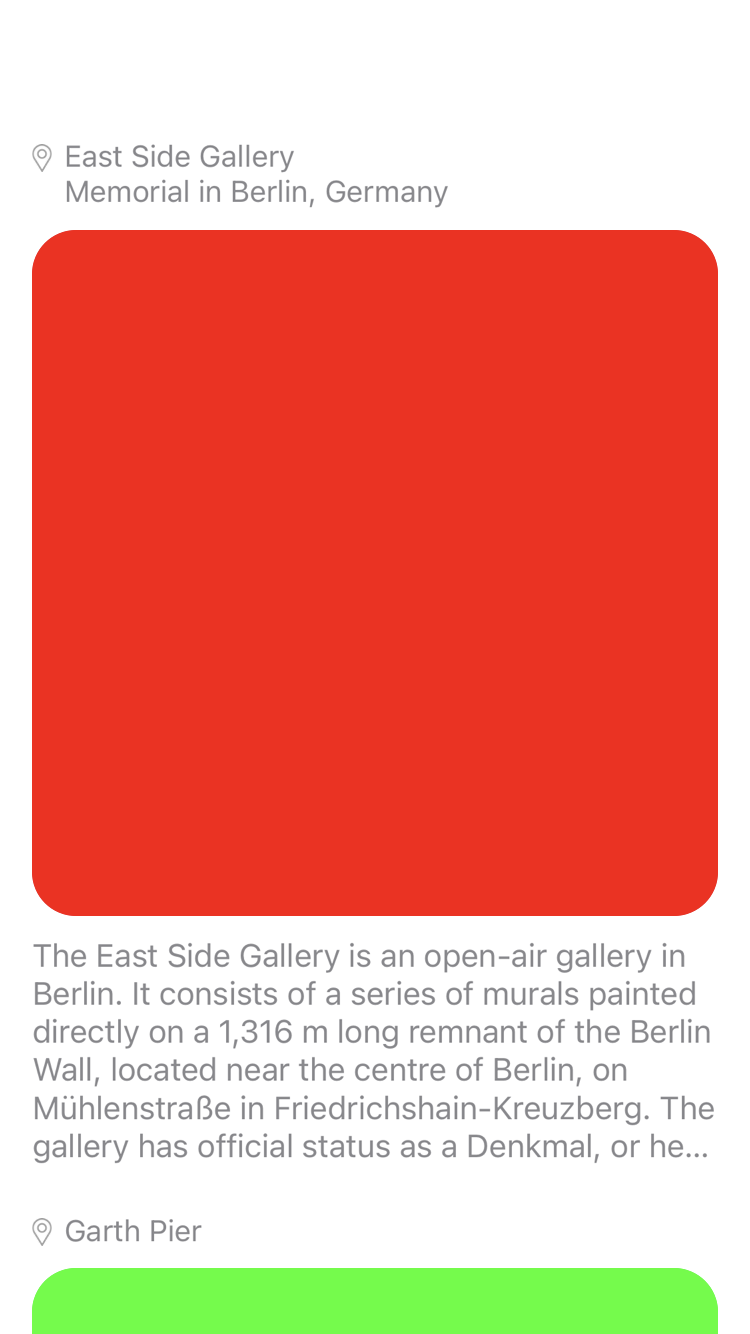 East Side Gallery
Memorial in Berlin, Germany
The East Side Gallery is an open-air gallery in
Berlin. It consists of a series of murals painted
directly on a 1,316 m long remnant of the Berlin
Wall, located near the centre of Berlin, on
Mühlenstraße in Friedrichshain-Kreuzberg. The
gallery has official status as a Denkmal, or he...
Garth Pier